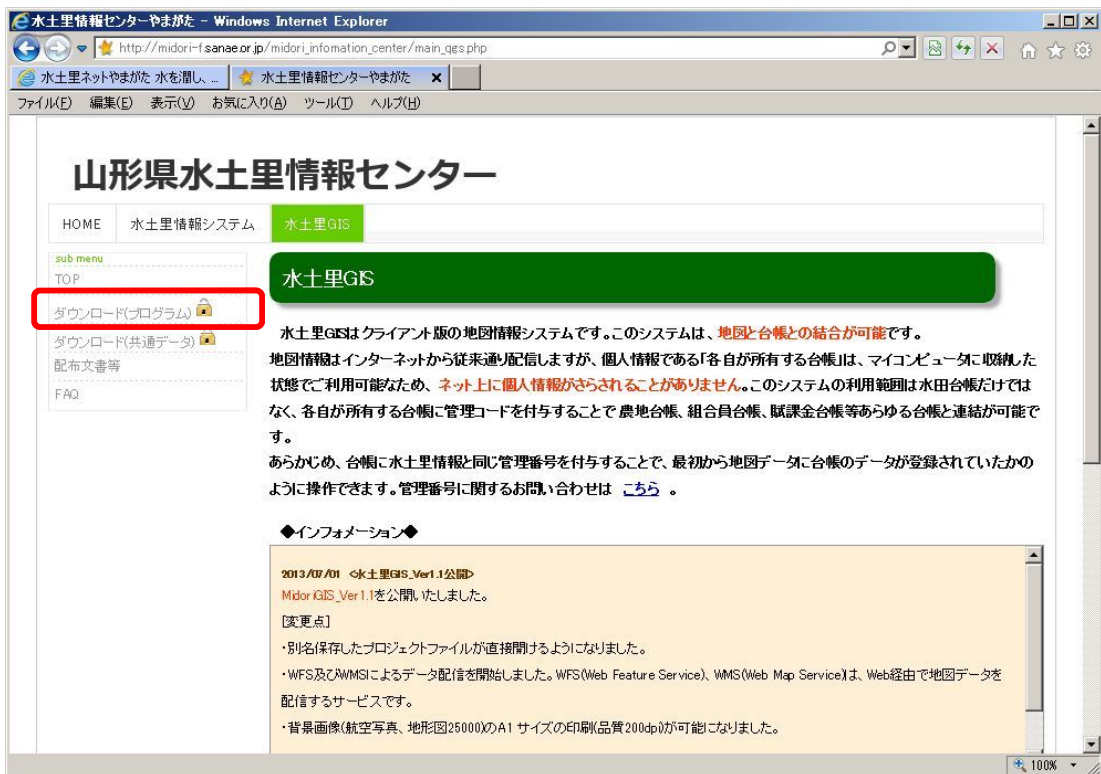 水土里情報センターやまがた - Windows Internet Explorer
http://midori-f.sanae.or.jp/midori_infomation_center/main_qgs.php
水土里ネットやまがた 水を潤し、...
水土里情報センターやまがた
ファイル(F) 編集(E) 表示(V) お気に入り(A) ツール(T) ヘルプ(H)
山形県水土里情報センター
HOME 水土里情報システム 水土里GIS
sub menu
TOP
ダウンロード(プログラム)
ダウンロード(共通データ)
配布文書等
FAQ
水土里GIS
水土里GISはクライアント版の地図情報システムです。このシステムは、地図と台帳との結合が可能です。
地図情報はインターネットから従来通り配信しますが、個人情報である「各自が所有する台帳」は、マイコンピュータに収納した
状態でご利用可能なため、ネット上に個人情報がさらされることがありません。このシステムの利用範囲は水田台帳だけでは
なく、各自が所有する台帳に管理コードを付与することで農地台帳、組合員台帳、賦課金台帳等あらゆる台帳と連結が可能で
す。
あらかじめ、台帳に水土里情報と同じ管理番号を付与することで、最初から地図データに台帳のデータが登録されていたかの
ように操作できます。管理番号に関するお問い合わせは こちら 。
◆インフォメーション◆
2013/07/01 <水土里GIS_Ver1.1公開>
MidoriGIS_Ver1.1を公開いたしました。
[変更点]
・別名保存したプロジェクトファイルが直接開けるようになりました。
・WFS及びWMSによるデータ配信を開始しました。WFS(Web Feature Service)、WMS(Web Map Service)は、Web経由で地図データを
配信するサービスです。
・背景画像(航空写真、地形図25000)のA1 サイズの印刷(品質200dpi)が可能になりました。
100%